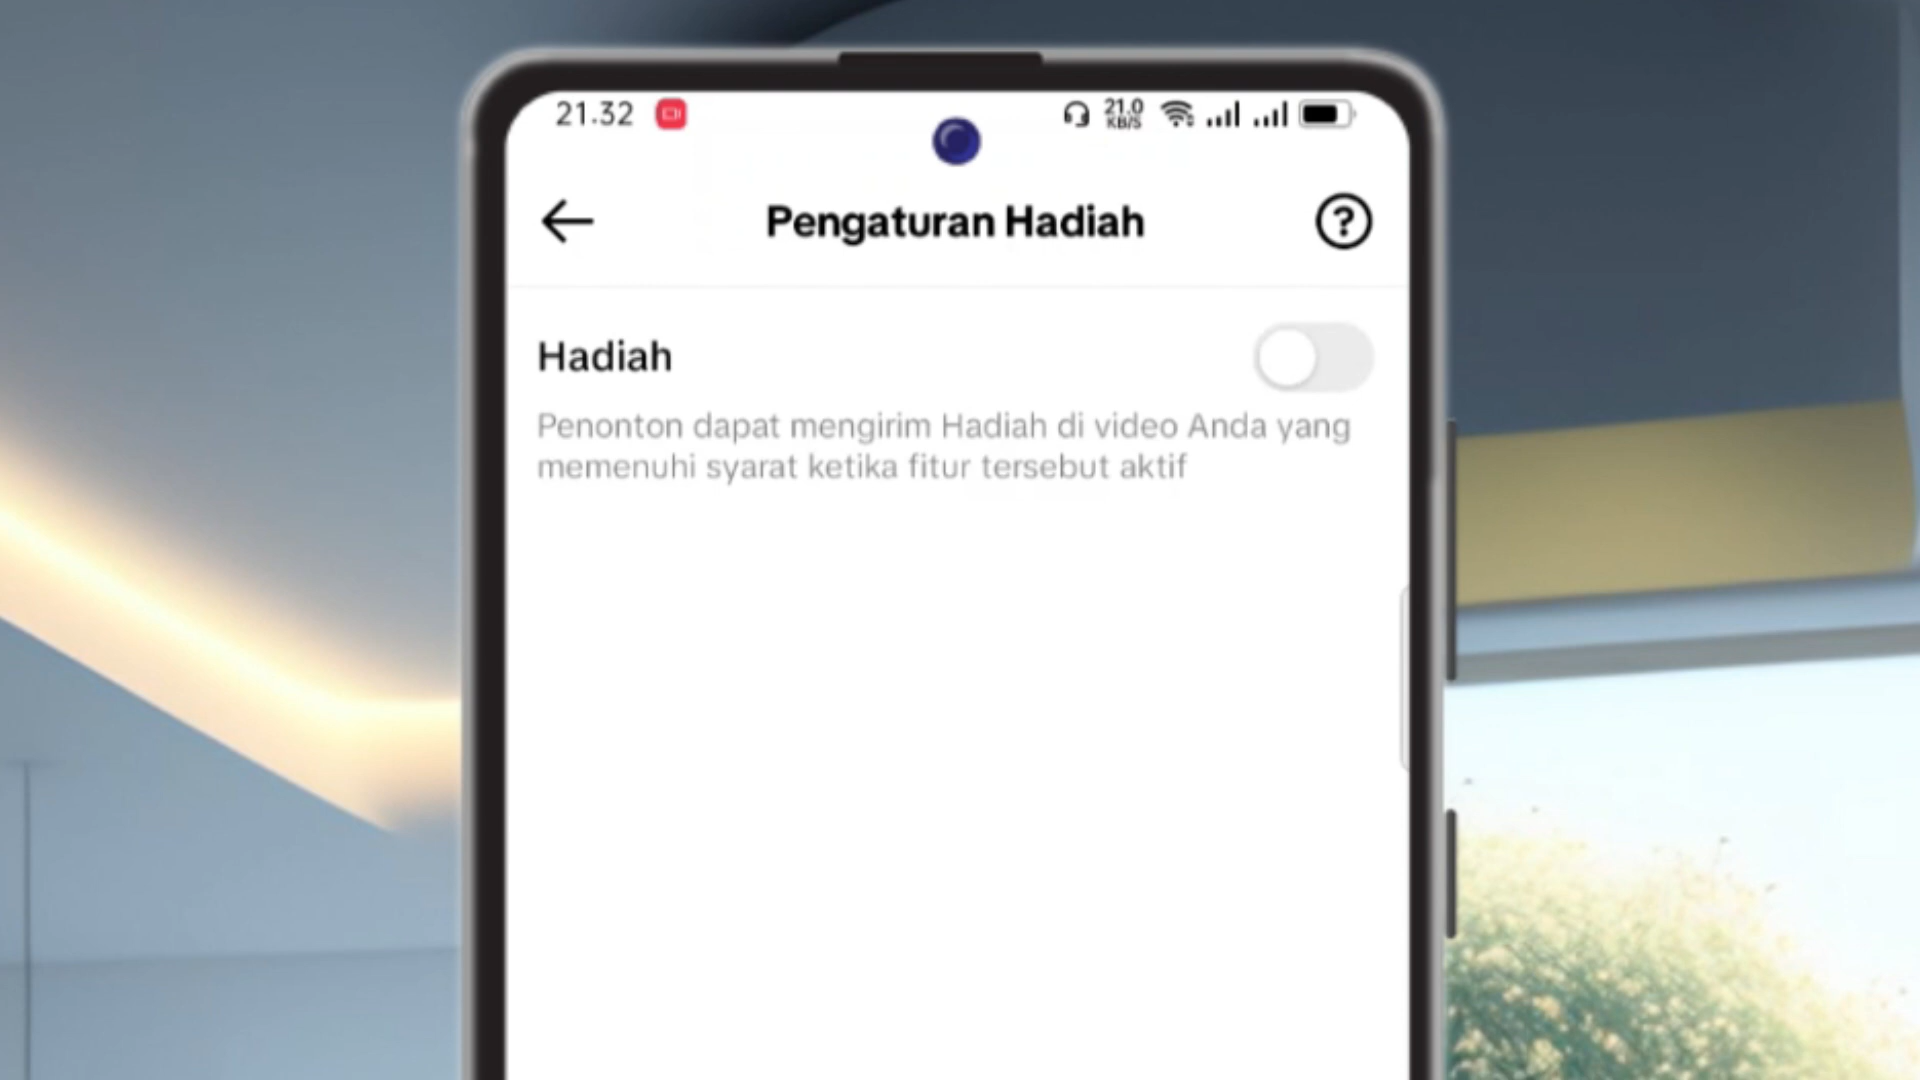 21.32
21.0
KB/S
Pengaturan Hadiah
?
Hadiah
Penonton dapat mengirim Hadiah di video Anda yang
memenuhi syarat ketika fitur tersebut aktif